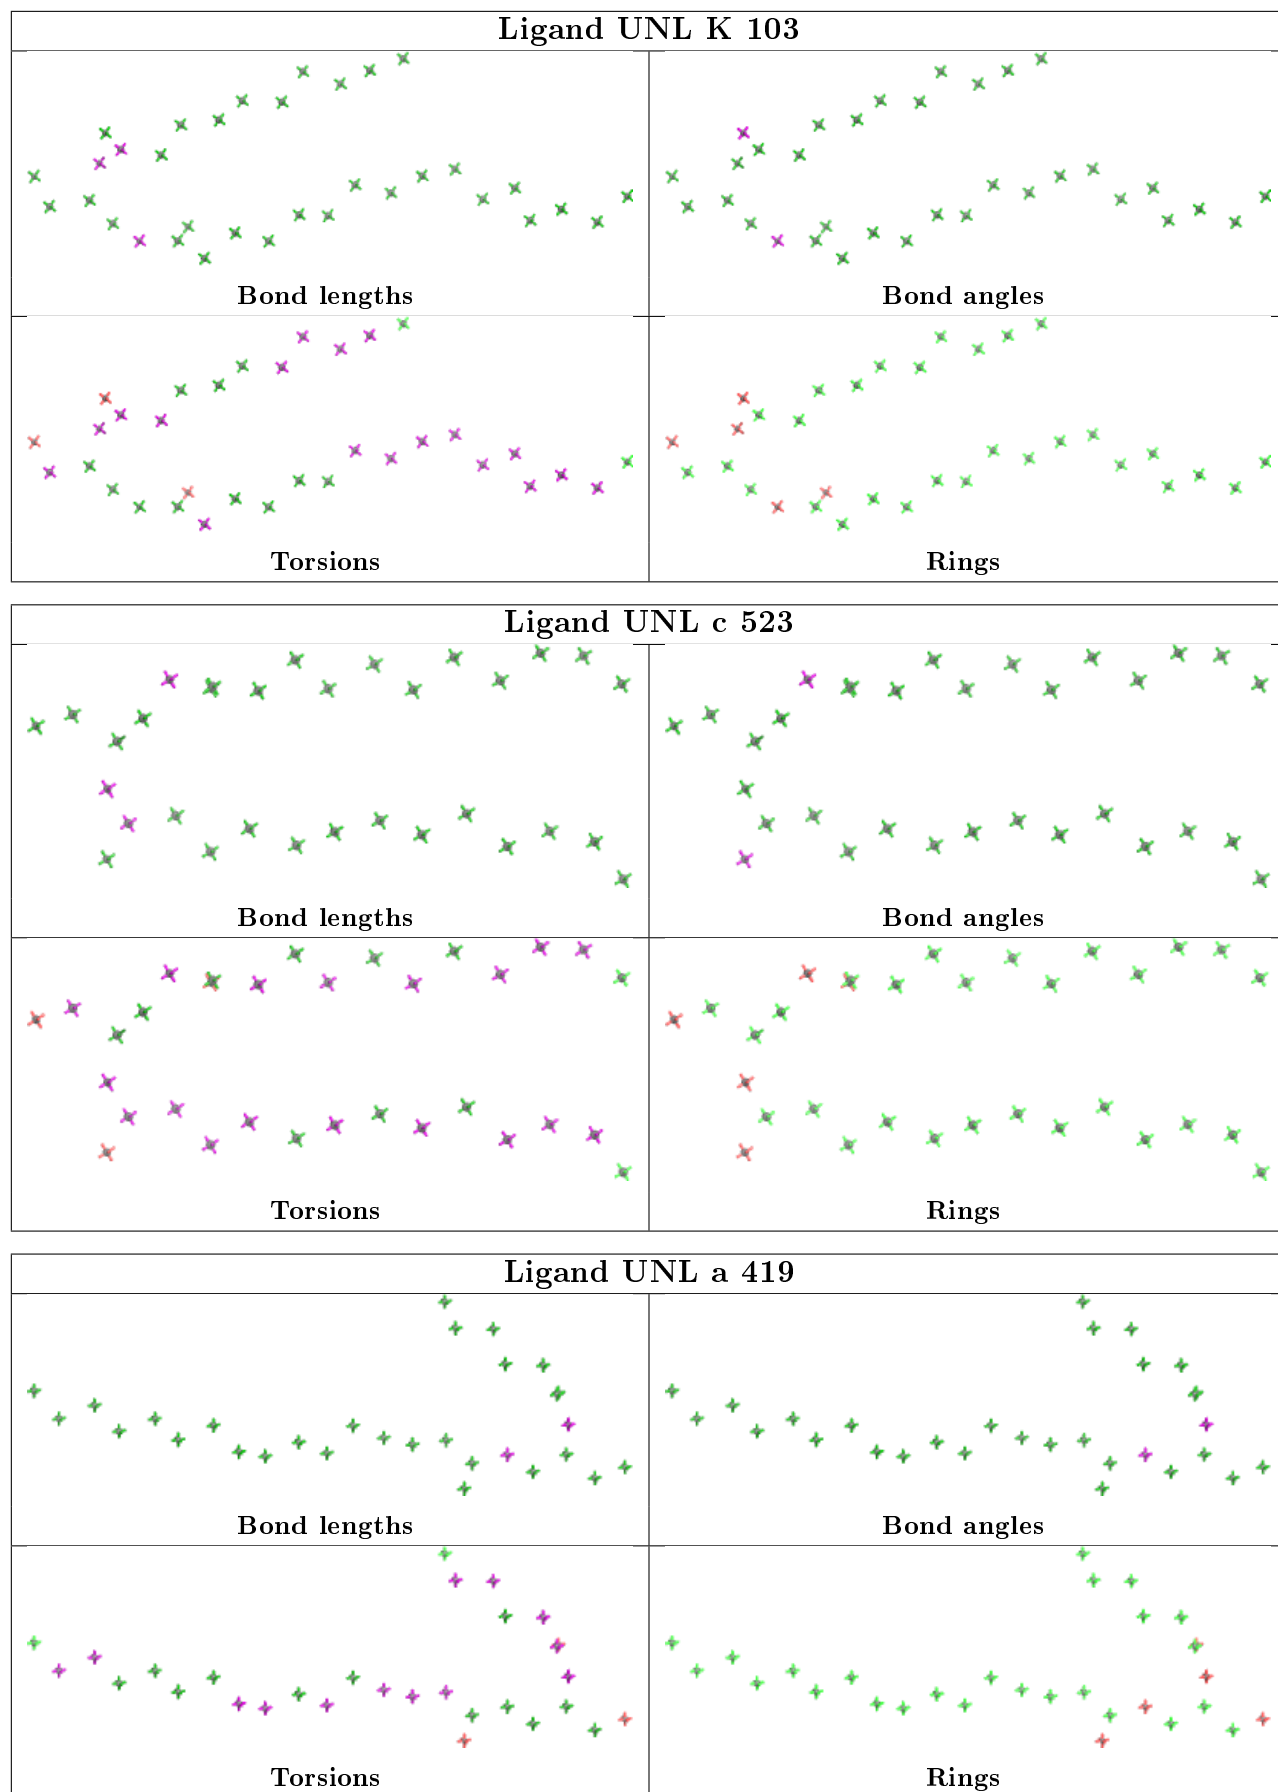 Ligand UNL K 103
Bond lengths
Bond angles
Torsions
Rings
Ligand UNL c 523
Bond lengths
Bond angles
Torsions
Rings
Ligand UNL a 419
Bond lengths
Bond angles
Torsions
Rings